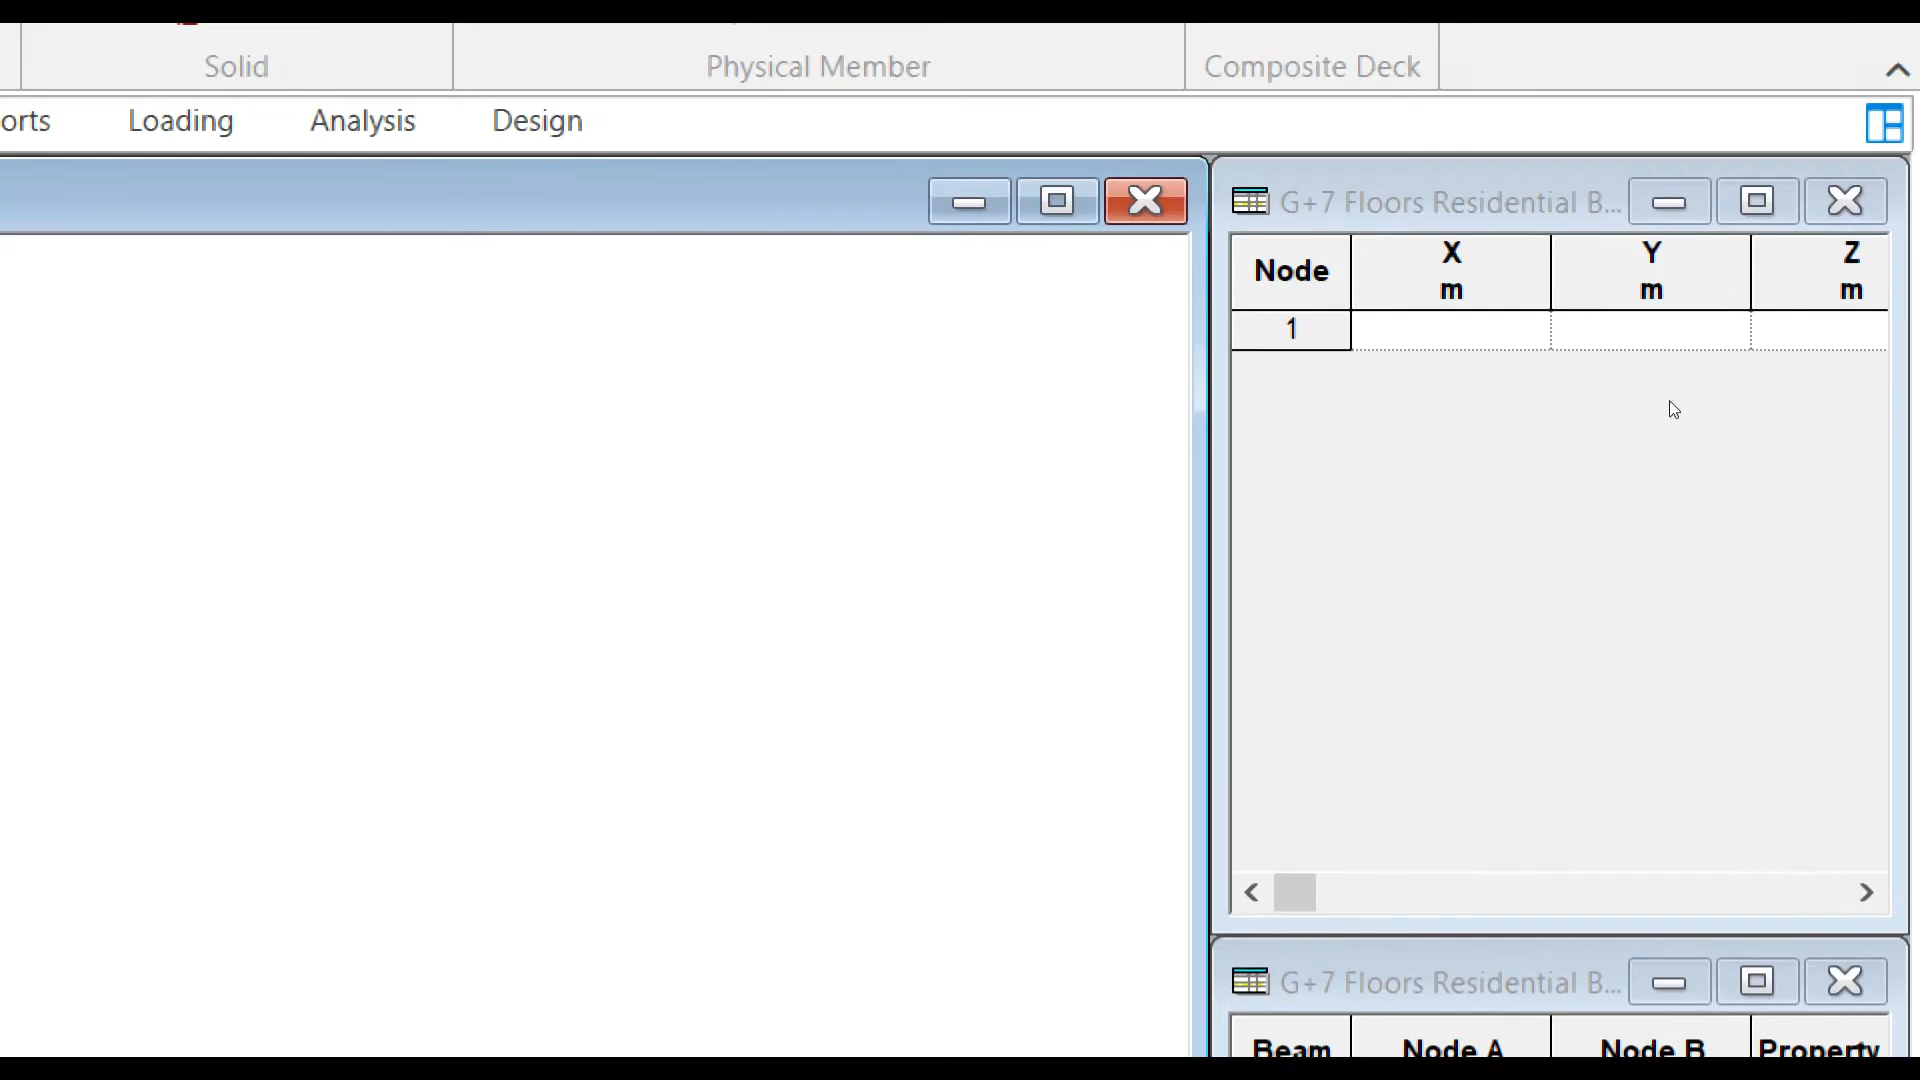 Solid
Physical Member
Composite Deck
orts
Loading
Analysis
Design
G+7 Floors Residential B...
Node
X
m
Y
m
Z
m
1
G+7 Floors Residential B...
Beam
Node A
Node B
Property